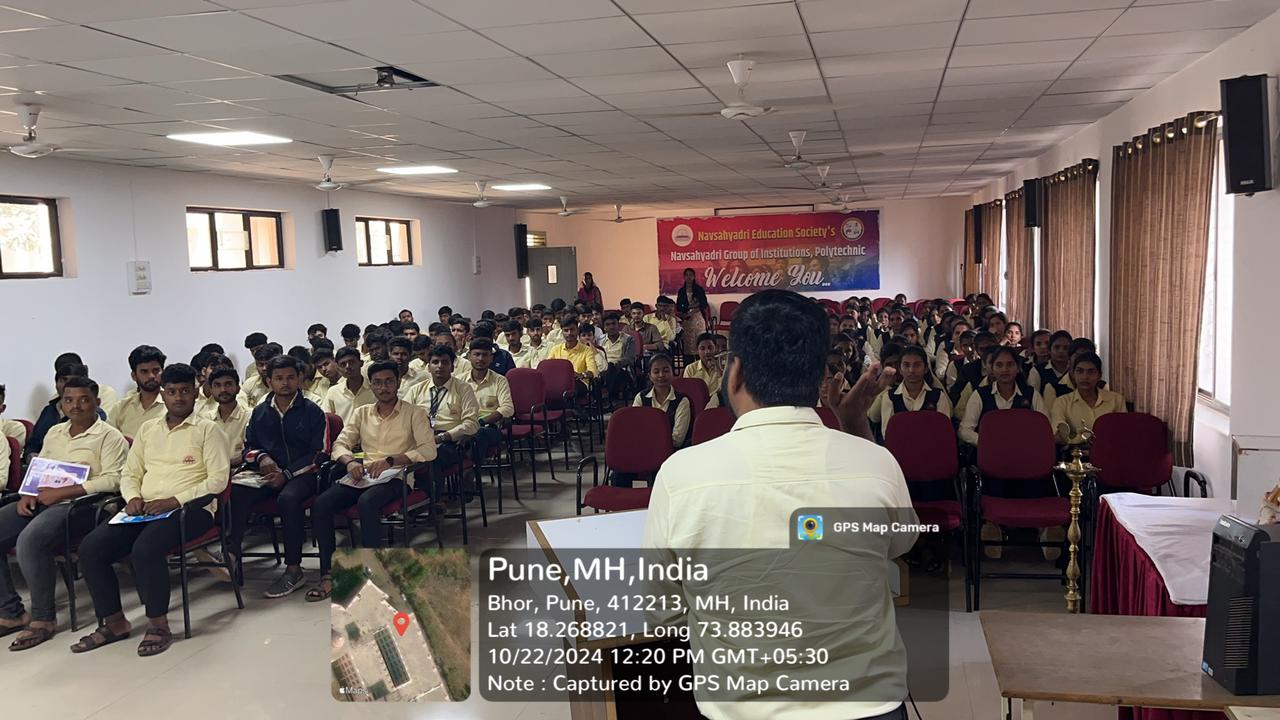 Navsahyadri Education Society's
Navsahyadri Group of Institutions, Polytechnic
Welcome You...
GPS Map Camera
Pune,MH,India
Bhor, Pune, 412213, MH, India
Lat 18.268821, Long 73.883946
10/22/2024 12:20 PM GMT+05:30
Note : Captured by GPS Map Camera
Maps